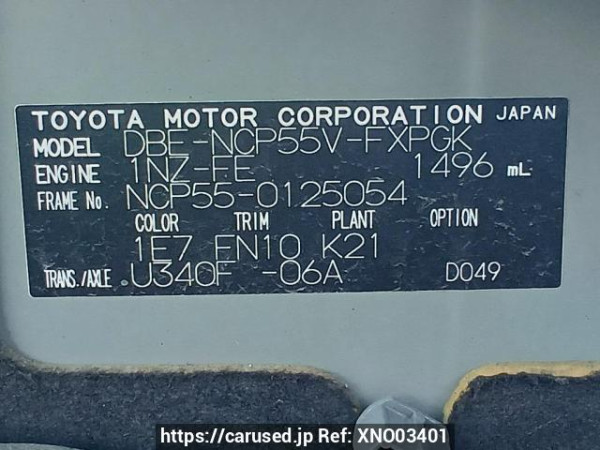 TOYOTA MOTOR CORPORATION JAPAN
MODEL DBE-NCP55V-FXPGK
ENGINE 1NZ-FE 1496 mL
FRAME No. NCP55-0125054
COLOR TRIM PLANT OPTION
1E7 FN10 K21
TRANS./AXLE U340F -06A D049
https://carused.jp Ref: XNO03401